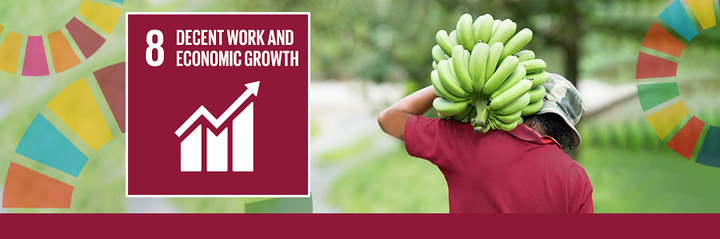 8 DECENT WORK AND
ECONOMIC GROWTH